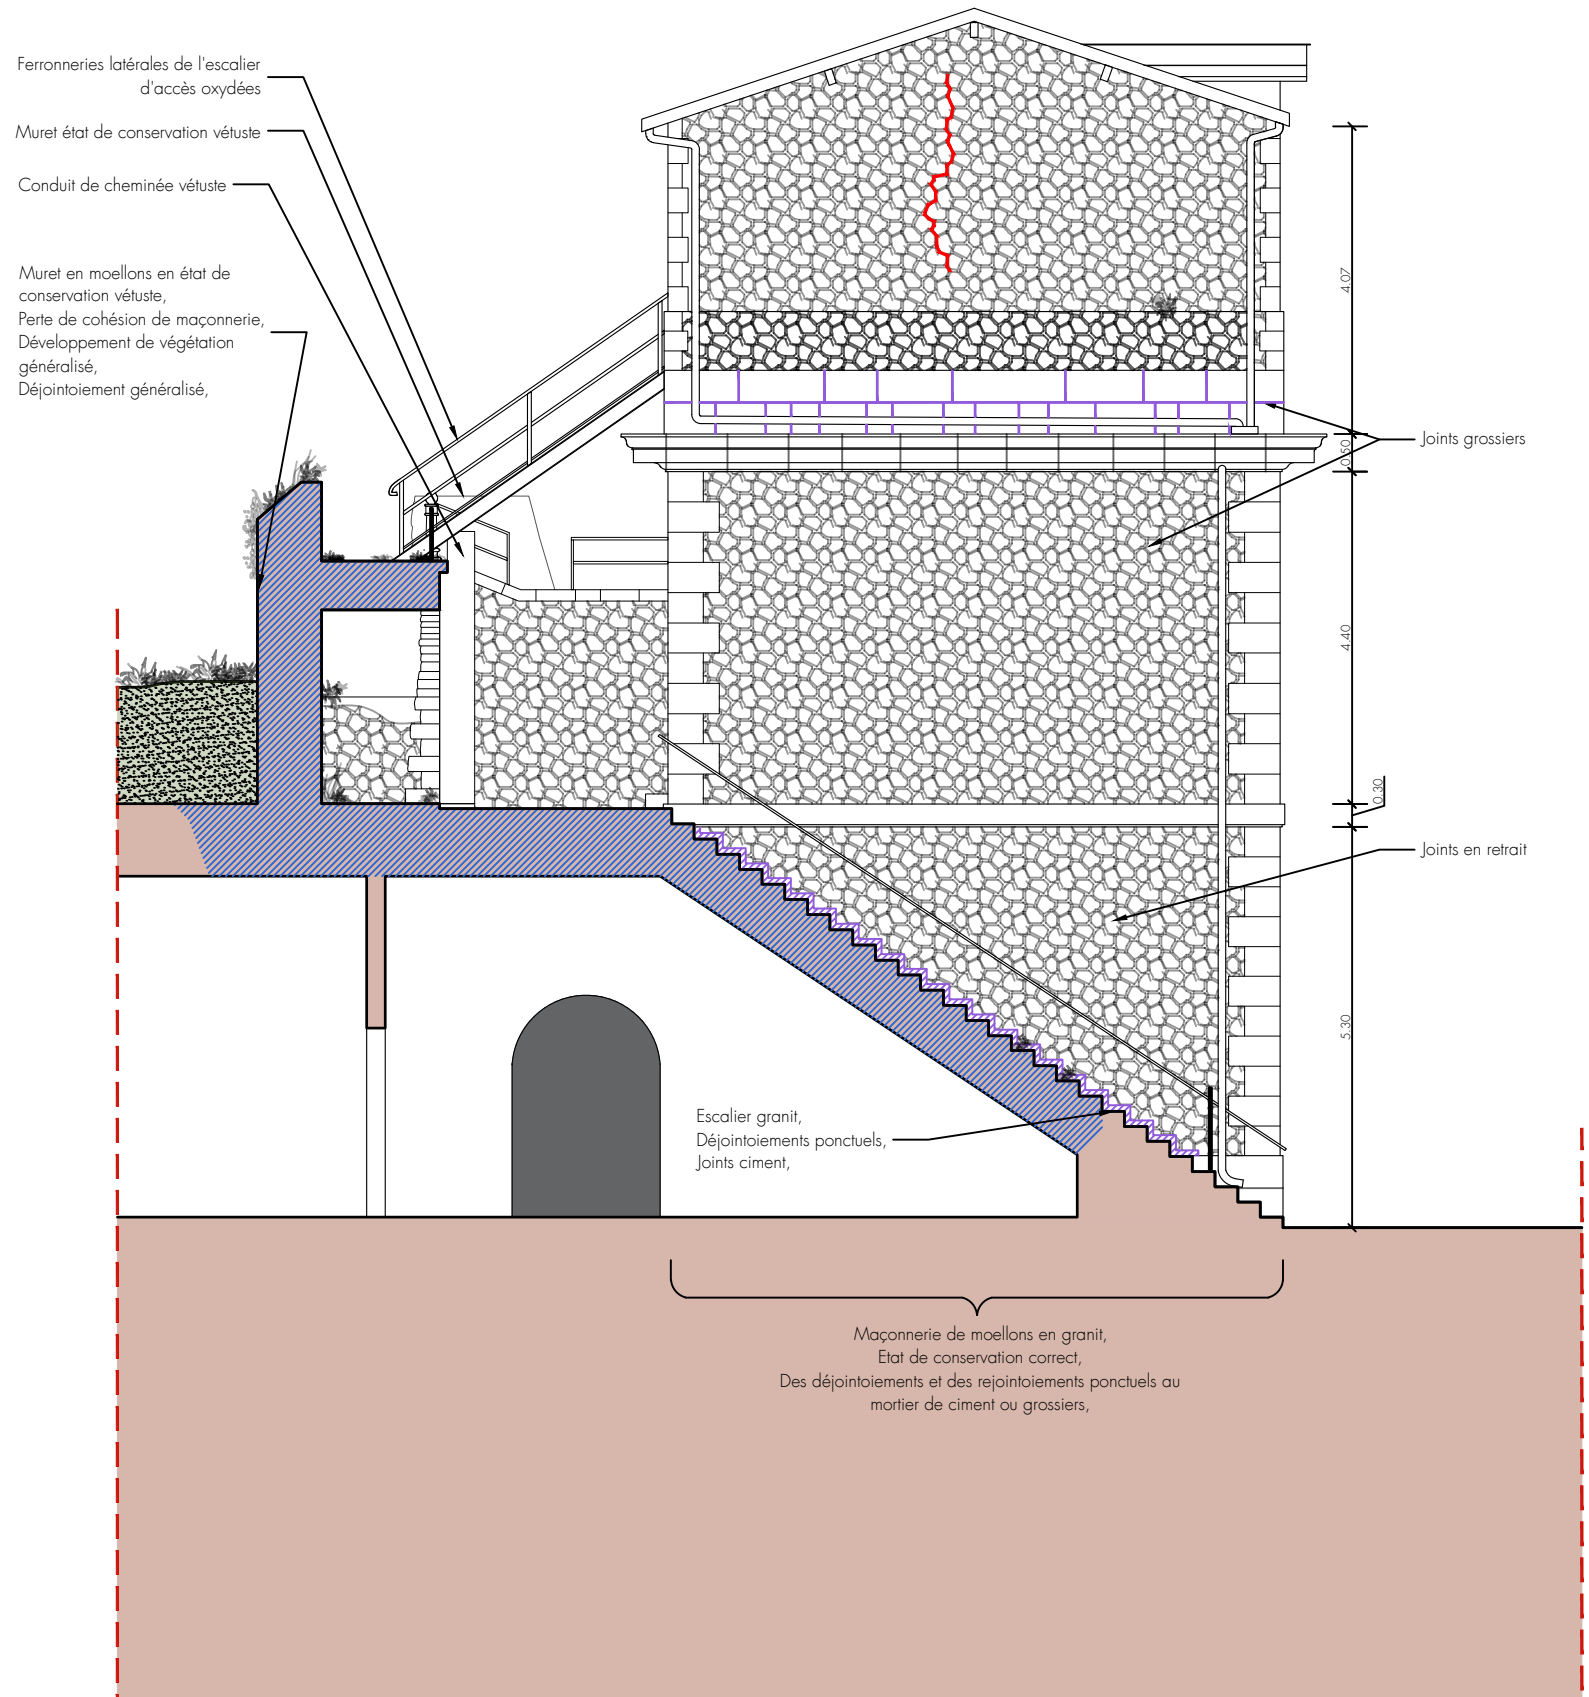 Ferronneries latérales de l'escalier
d'accès oxydées
Muret état de conservation vétuste
Conduit de cheminée vétuste
Muret en moellons en état de
conservation vétuste,
Perte de cohésion de maçonnerie,
Développement de végétation
généralisé,
Déjointoiement généralisé,
4.07
0.50
Joints grossiers
4.40
0.30
Joints en retrait
5.30
Escalier granit,
Déjointoiements ponctuels,
Joints ciment,
Maçonnerie de moellons en granit,
Etat de conservation correct,
Des déjointoiements et des rejointoiements ponctuels au
mortier de ciment ou grossiers,